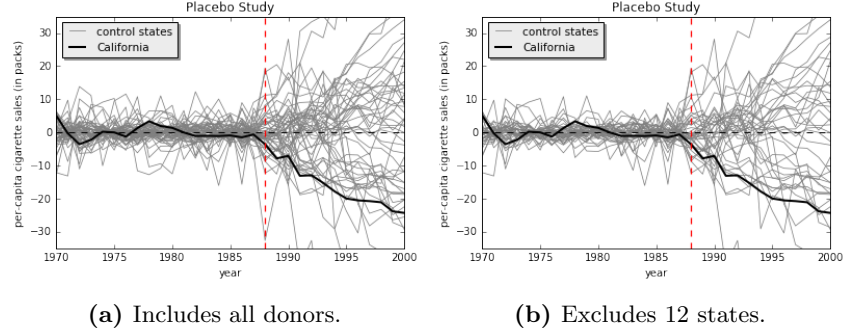 Placebo Study
control states
California
per-capita cigarette sales (in packs)
30
20
10
0
−10
−20
−30
1970 1975 1980 1985 1990 1995 2000
year
(a) Includes all donors.
Placebo Study
control states
California
per-capita cigarette sales (in packs)
30
20
10
0
−10
−20
−30
1970 1975 1980 1985 1990 1995 2000
year
(b) Excludes 12 states.